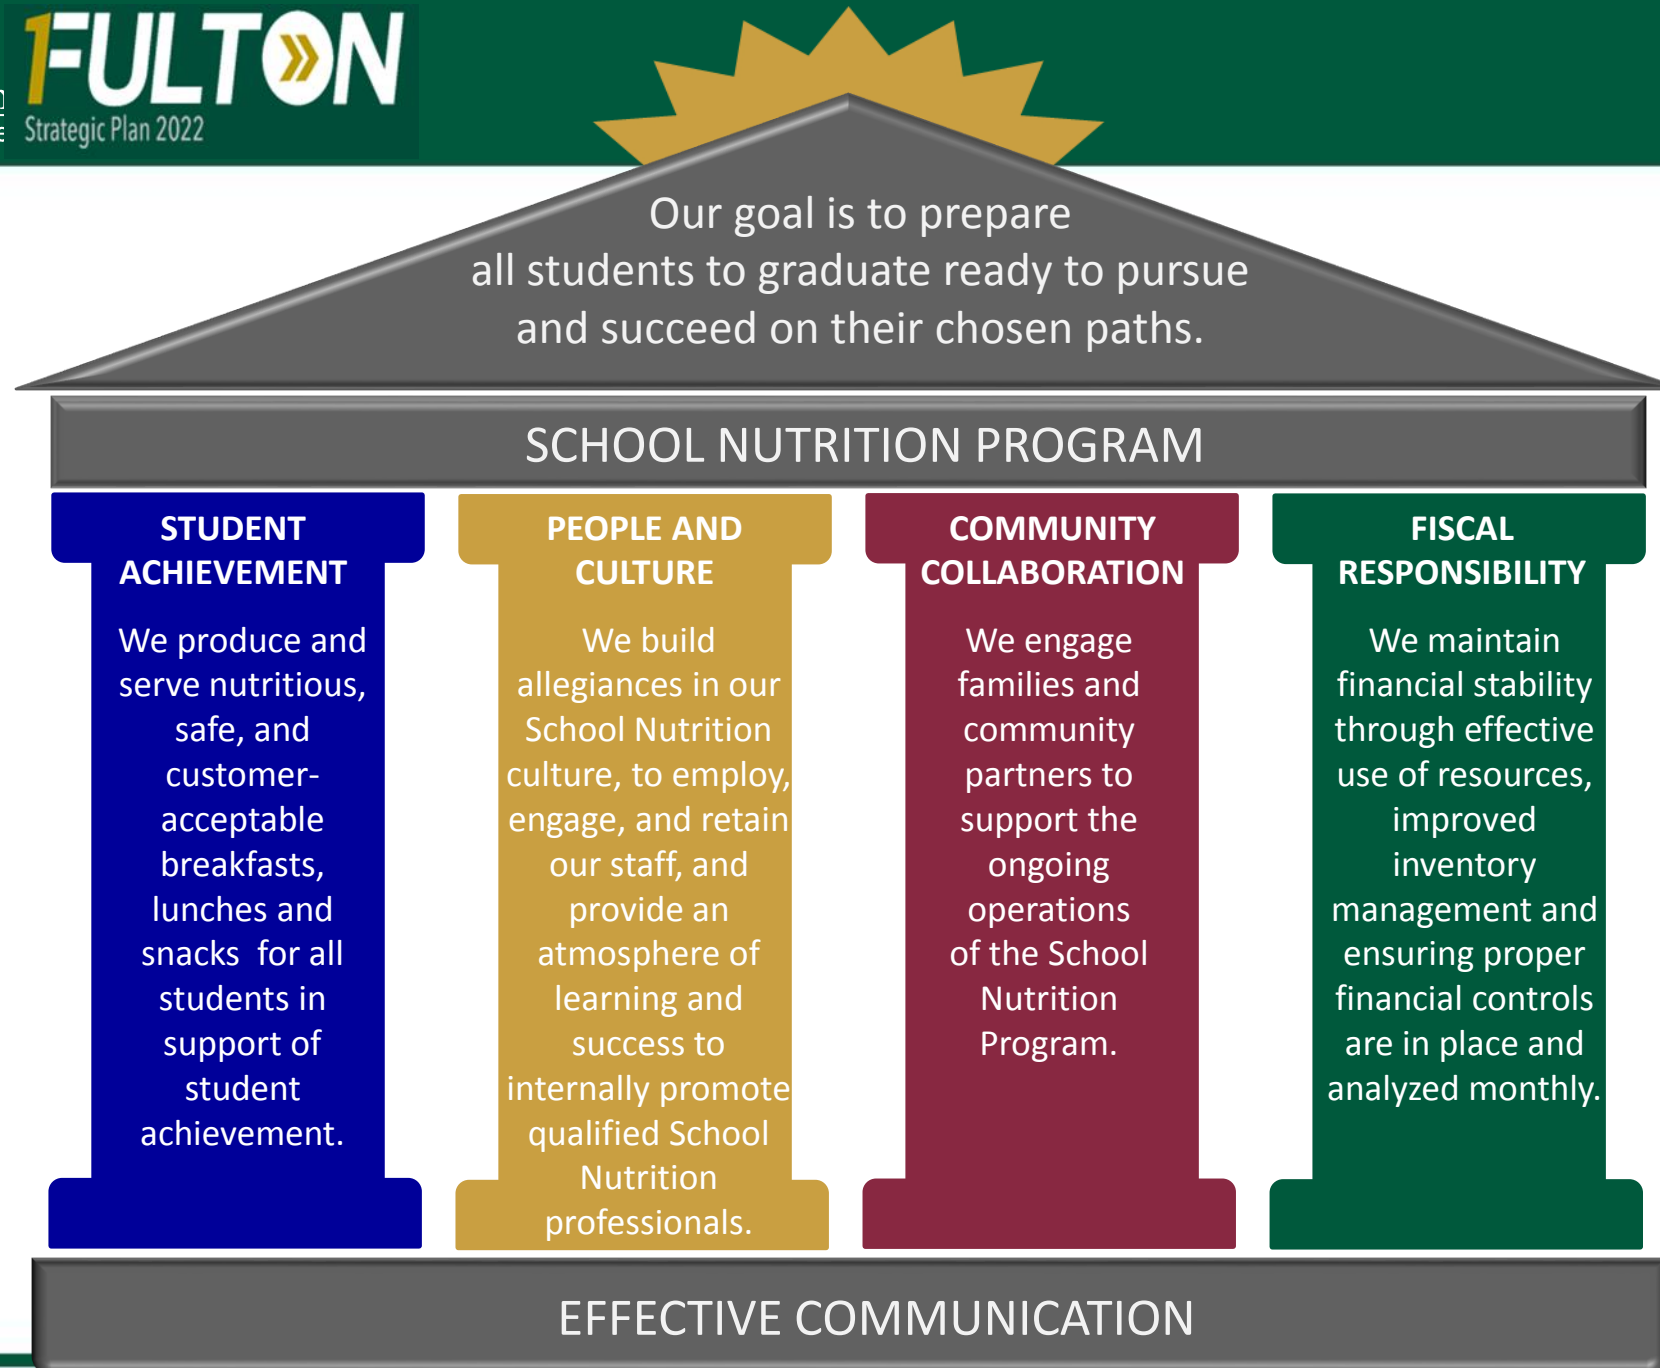 1FULTON
Strategic Plan 2022
Our goal is to prepare
all students to graduate ready to pursue
and succeed on their chosen paths.
SCHOOL NUTRITION PROGRAM
STUDENT
ACHIEVEMENT
We produce and
serve nutritious,
safe, and
customer-
acceptable
breakfasts,
lunches and
snacks  for all
students in
support of
student
achievement.
PEOPLE AND
CULTURE
We build
allegiances in our
School Nutrition
culture, to employ,
engage, and retain
our staff, and
provide an
atmosphere of
learning and
success to
internally promote
qualified School
Nutrition
professionals.
COMMUNITY
COLLABORATION
We engage
families and
community
partners to
support the
ongoing
operations
of the School
Nutrition
Program.
FISCAL
RESPONSIBILITY
We maintain
financial stability
through effective
use of resources,
improved
inventory
management and
ensuring proper
financial controls
are in place and
analyzed monthly.
EFFECTIVE COMMUNICATION